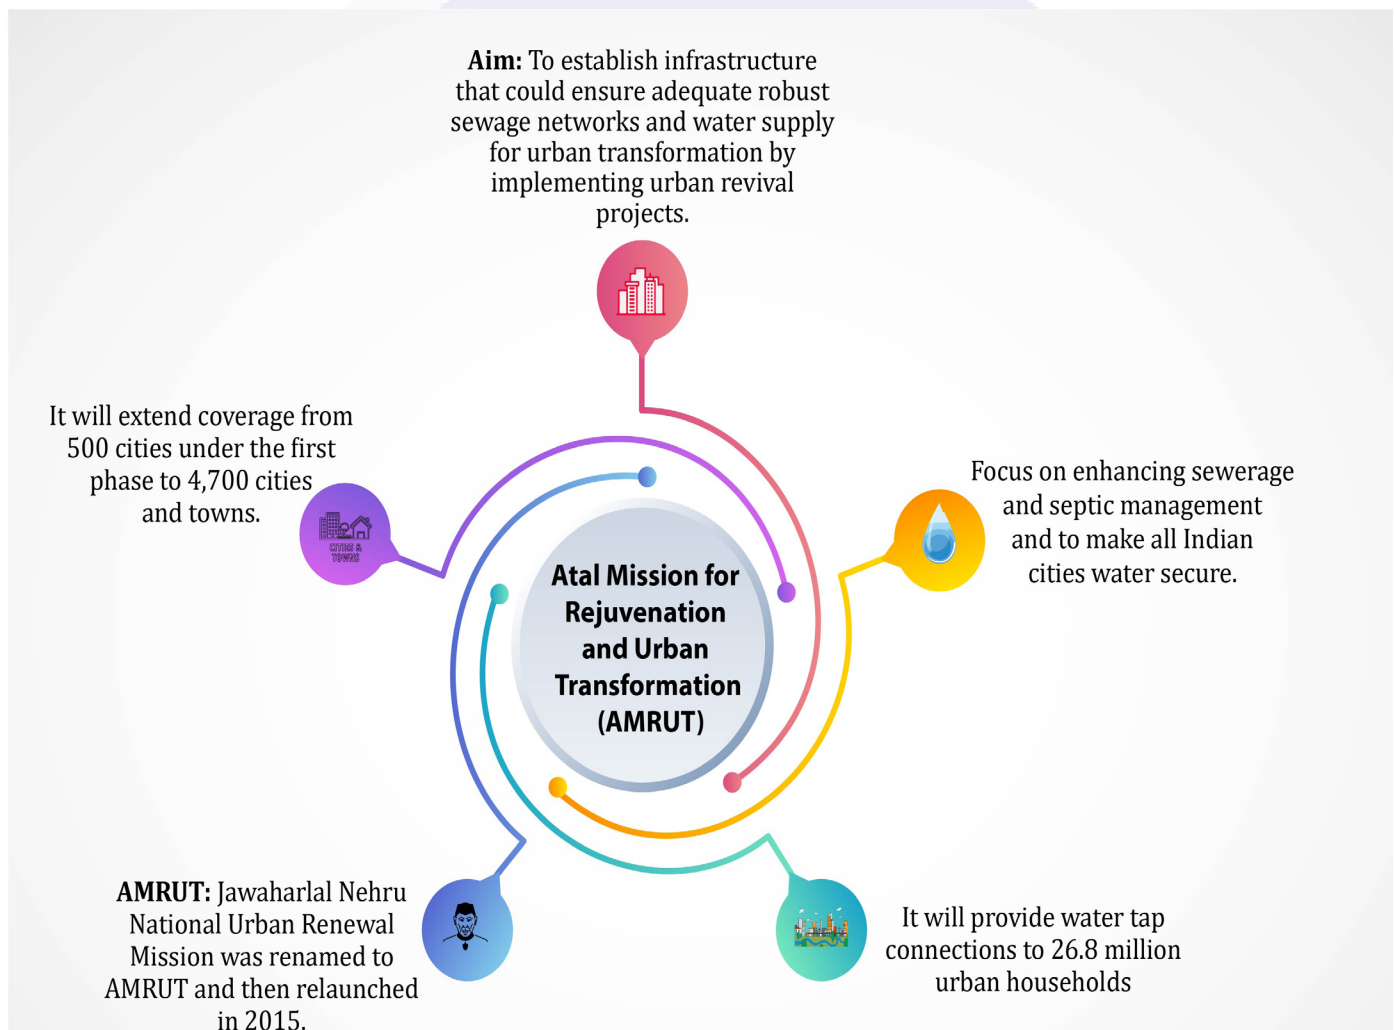 Aim: To establish infrastructure
that could ensure adequate robust
sewage networks and water supply
for urban transformation by
implementing urban revival
projects.
It will extend coverage from
500 cities under the first
phase to 4,700 cities
and towns.
CITIES &
TOWNS
Focus on enhancing sewerage
and septic management
and to make all Indian
cities water secure.
Atal Mission for
Rejuvenation
and Urban
Transformation
(AMRUT)
AMRUT: Jawaharlal Nehru
National Urban Renewal
Mission was renamed to
AMRUT and then relaunched
in 2015.
It will provide water tap
connections to 26.8 million
urban households